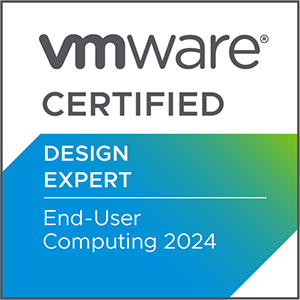 vmware®
CERTIFIED
DESIGN
EXPERT
End-User
Computing 2024